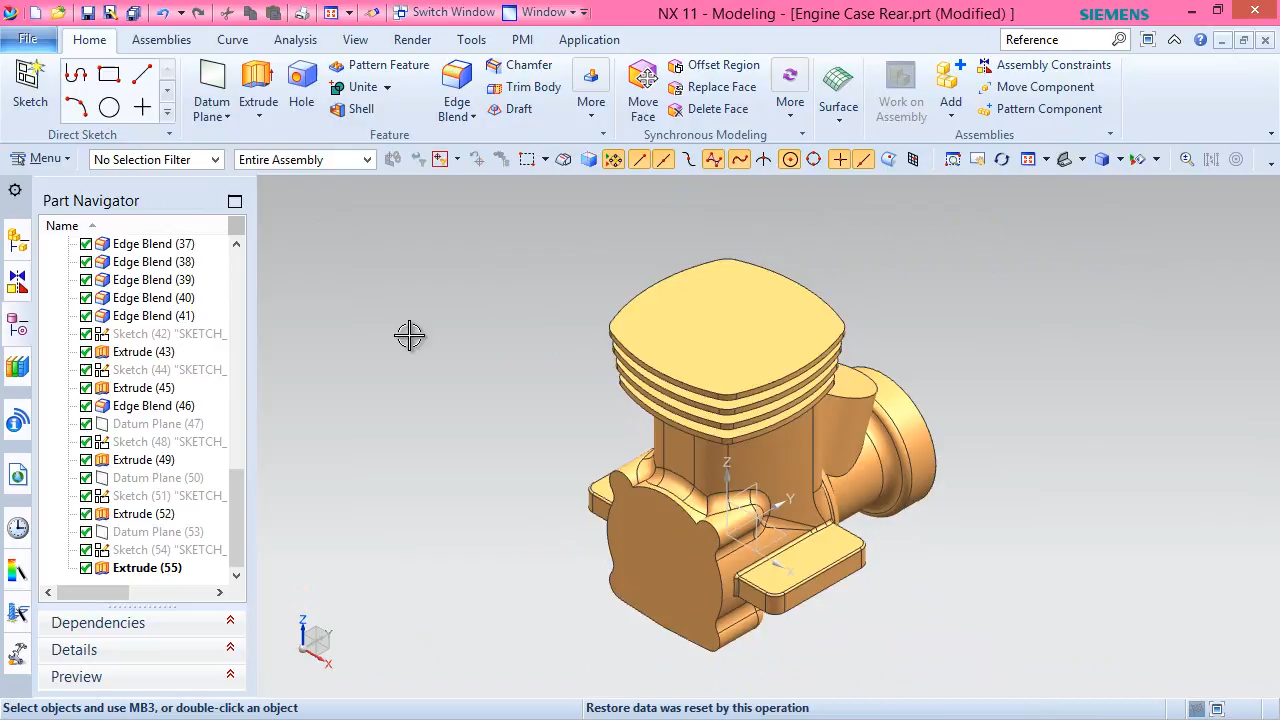 Switch Window
Window
NX 11 - Modeling - [Engine Case Rear.prt (Modified) ]
SIEMENS
File
Home
Assemblies
Curve
Analysis
View
Render
Tools
PMI
Application
Reference
Sketch
Direct Sketch
Datum
Plane
Extrude
Hole
Pattern Feature
Unite
Shell
Edge
Blend
Chamfer
Trim Body
Draft
More
Feature
Move
Face
Offset Region
Replace Face
Delete Face
More
Synchronous Modeling
Surface
Work on
Assembly
Add
Assembly Constraints
Move Component
Pattern Component
Assemblies
Menu
No Selection Filter
Entire Assembly
Part Navigator
Name
Edge Blend (37)
Edge Blend (38)
Edge Blend (39)
Edge Blend (40)
Edge Blend (41)
Sketch (42) "SKETCH_
Extrude (43)
Sketch (44) "SKETCH_
Extrude (45)
Edge Blend (46)
Datum Plane (47)
Sketch (48) "SKETCH_
Extrude (49)
Datum Plane (50)
Sketch (51) "SKETCH_
Extrude (52)
Datum Plane (53)
Sketch (54) "SKETCH_
Extrude (55)
Dependencies
Details
Preview
Z
Y
X
Z
Y
X
Select objects and use MB3, or double-click an object
Restore data was reset by this operation